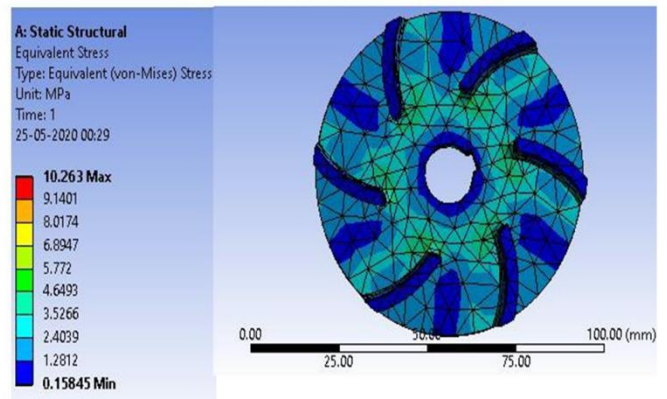 A: Static Structural
Equivalent Stress
Type: Equivalent (von-Mises) Stress
Unit: MPa
Time: 1
25-05-2020 00:29
10.263 Max
9.1401
8.0174
6.8947
5.772
4.6493
3.5266
2.4039
1.2812
0.15845 Min
0.00 50.00 100.00 (mm)
25.00 75.00